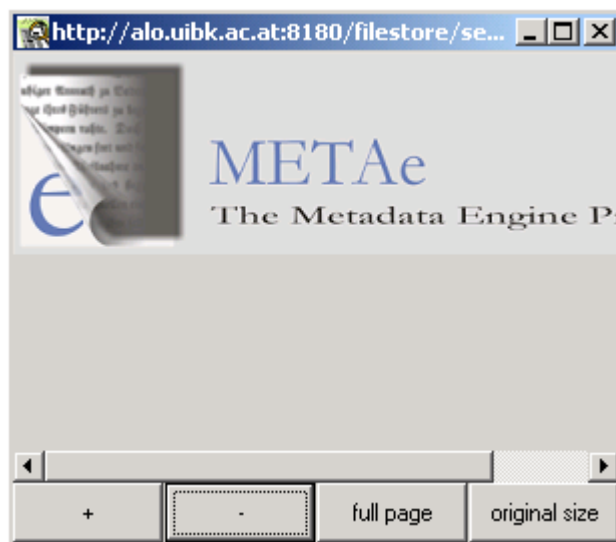 http://alo.uibk.ac.at:8180/filestore/se...
e
METAe
The Metadata Engine P
+
-
full page
original size